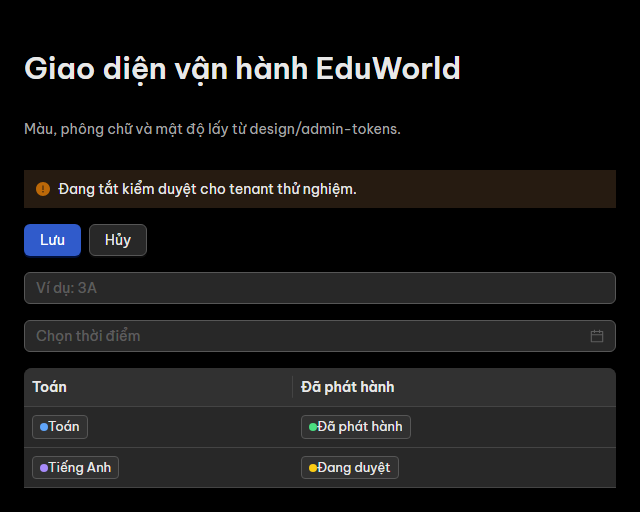 Giao diện vận hành EduWorld
Màu, phông chữ và mật độ lấy từ design/admin-tokens.
Đang tắt kiểm duyệt cho tenant thử nghiệm.
Lưu Hủy
Ví dụ: 3A
Chọn thời điểm
Toán Đã phát hành
Toán Đã phát hành
Tiếng Anh Đang duyệt